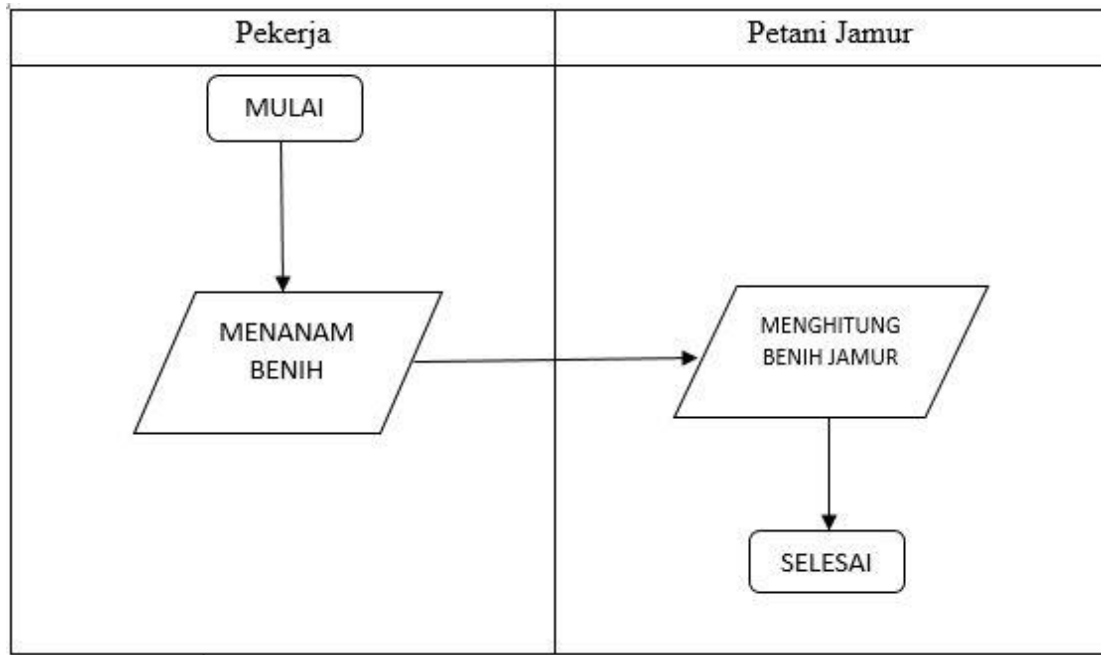 Pekerja
Petani Jamur
MULAI
MENANAM
BENIH
MENGHITUNG
BENIH JAMUR
SELESAI